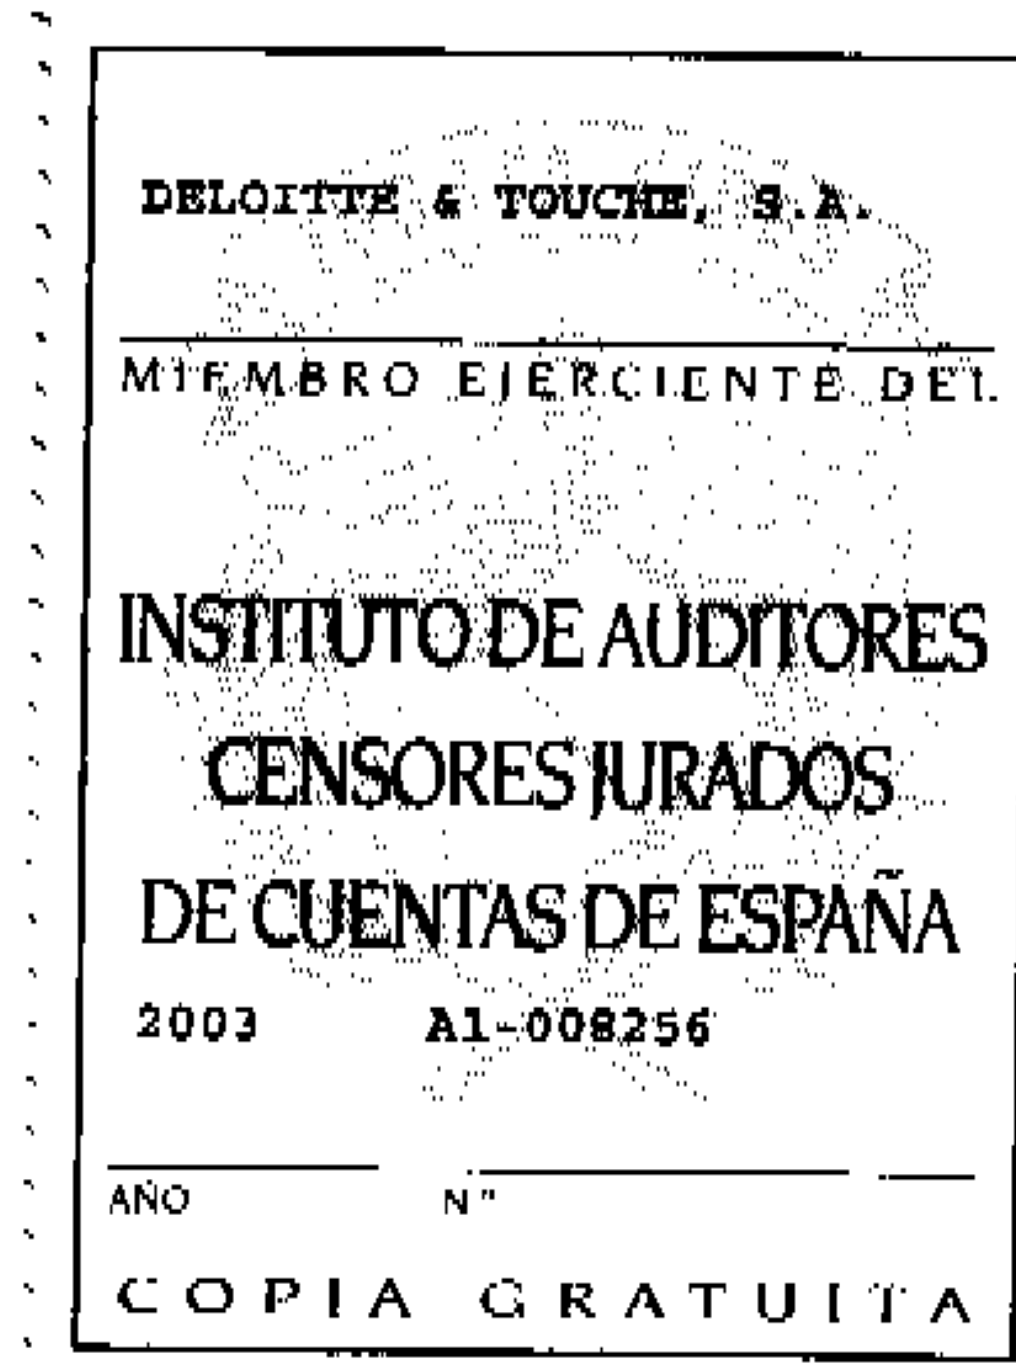 DELOITTE & TOUCHE, S.A.
MIEMBRO EJERCIENTE DEL
INSTITUTO DE AUDITORES
CENSORES JURADOS
DE CUENTAS DE ESPAÑA
2003 A1-008256
AÑO Nº
COPIA GRATUITA